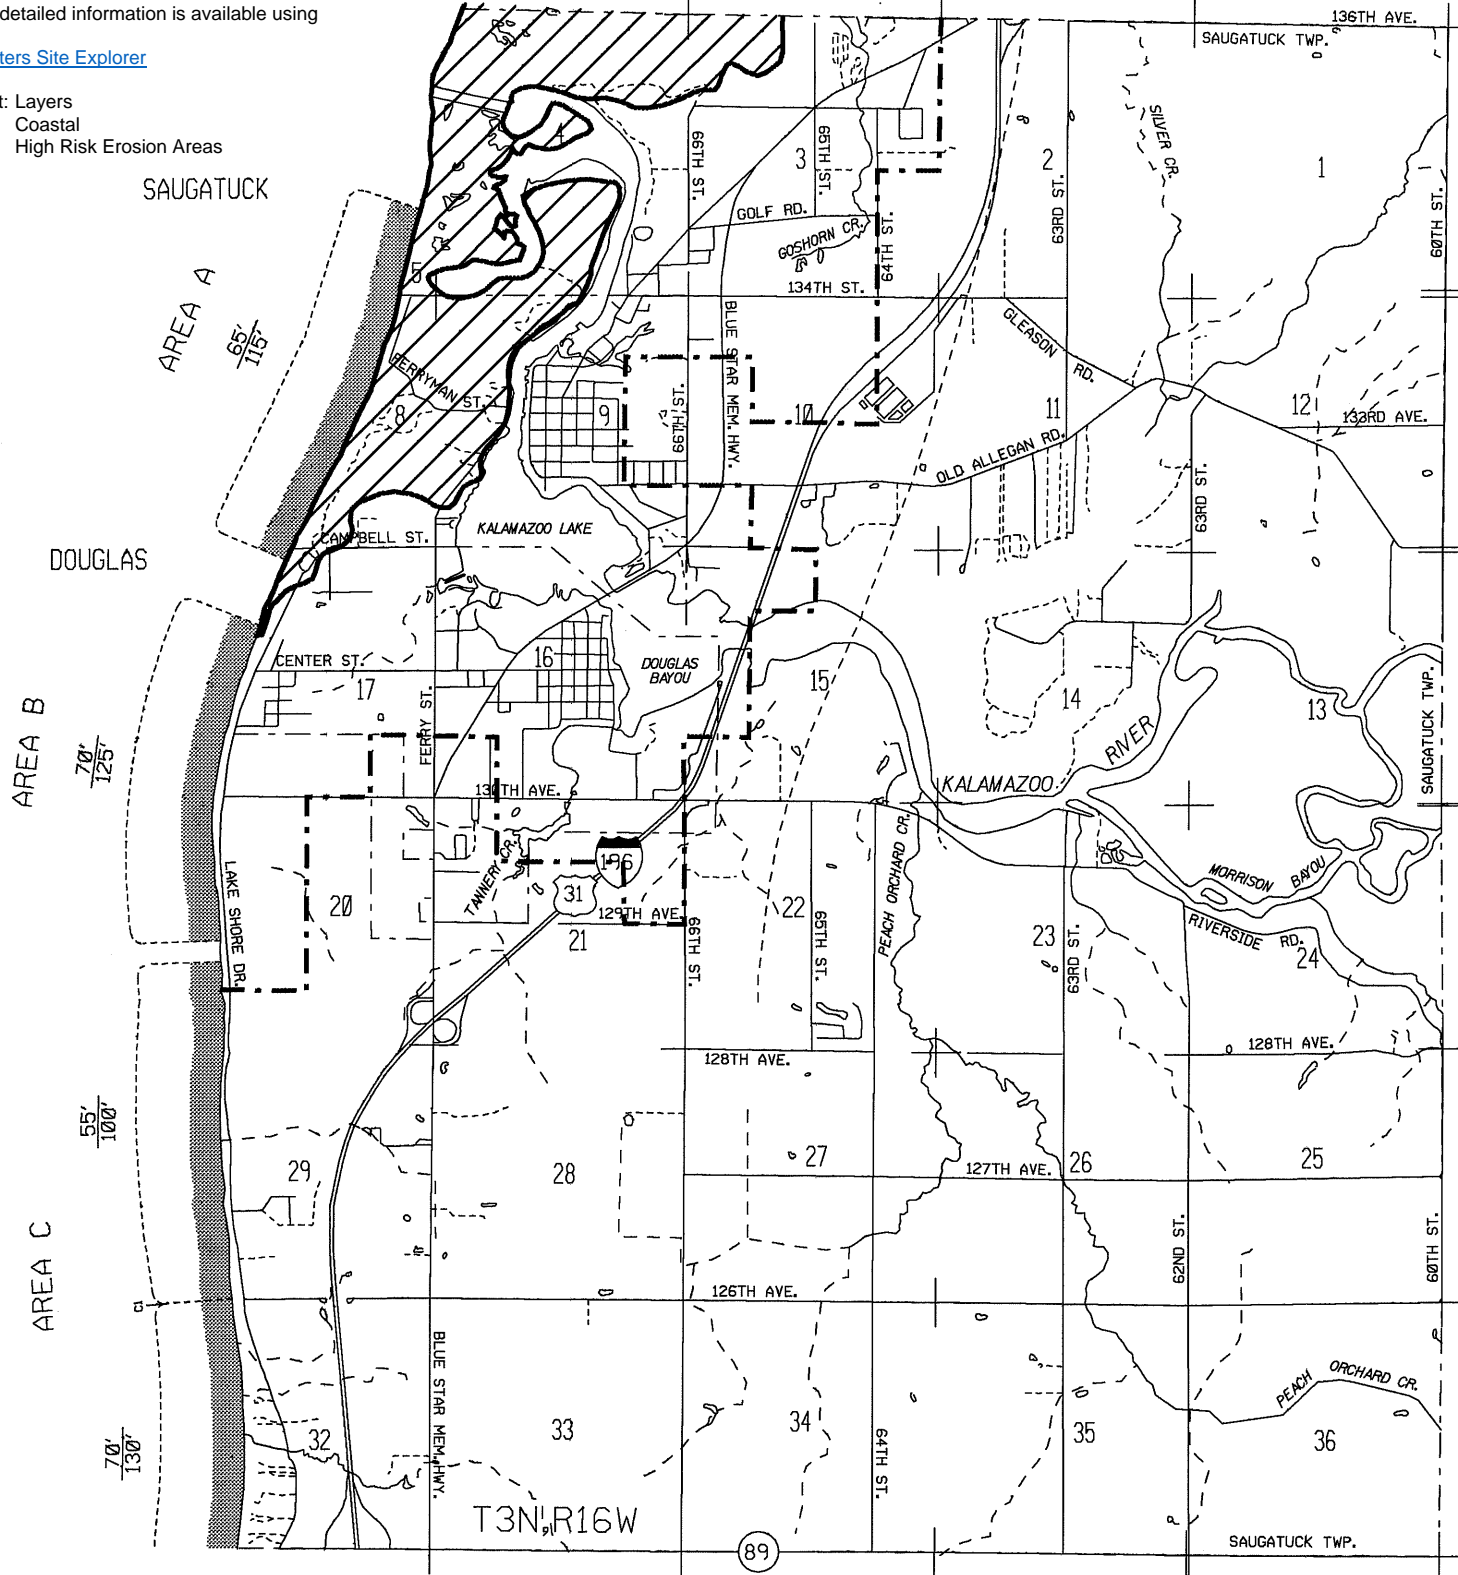 detailed information is available using
ters Site Explorer
t: Layers
Coastal
High Risk Erosion Areas
136TH AVE.
SAUGATUCK TWP.
SILVER CR.
SAUGATUCK
66TH ST.
65TH ST.
63RD ST.
60TH ST.
4
3
2
1
GOLF RD.
GOSHORN CR.
64TH ST.
134TH ST.
5
AREA A
65'
115'
BLUE STAR MEM. HWY.
GLEASON
RD.
PERRYMAN ST.
8
9
66TH ST.
10
11
12
133RD AVE.
OLD ALLEGAN RD.
63RD ST.
KALAMAZOO LAKE
CAMPBELL ST.
DOUGLAS
CENTER ST.
16
DOUGLAS
BAYOU
17
15
14
13
FERRY ST.
RIVER
SAUGATUCK TWP.
AREA B
70'
125'
130TH AVE.
KALAMAZOO
PEACH ORCHARD CR.
TANNERY CR.
196
31
129TH AVE.
LAKE SHORE DR.
20
21
22
65TH ST.
66TH ST.
23
63RD ST.
MORRISON
BAYOU
RIVERSIDE RD.
24
128TH AVE.
128TH AVE.
55'
100'
29
28
27
127TH AVE.
26
25
62ND ST.
60TH ST.
AREA C
C1
126TH AVE.
BLUE STAR MEM. HWY.
PEACH
ORCHARD CR.
70'
130'
32
33
34
64TH ST.
35
36
T3N, R16W
89
SAUGATUCK TWP.